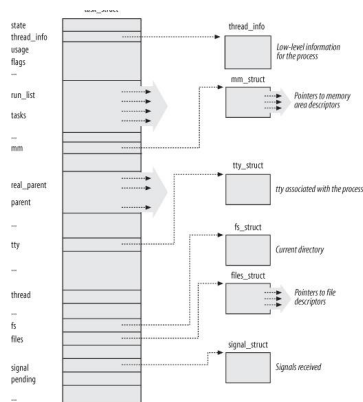 task_struct
state
thread_info
usage
flags
...
run_list
tasks
...
mm
real_parent
parent
...
tty
...
thread
...
fs
files
...
signal
pending
...
thread_info
Low-level information
for the process
mm_struct
Pointers to memory
area descriptors
tty_struct
tty associated with the process
fs_struct
Current directory
files_struct
Pointers to file
descriptors
signal_struct
Signals received